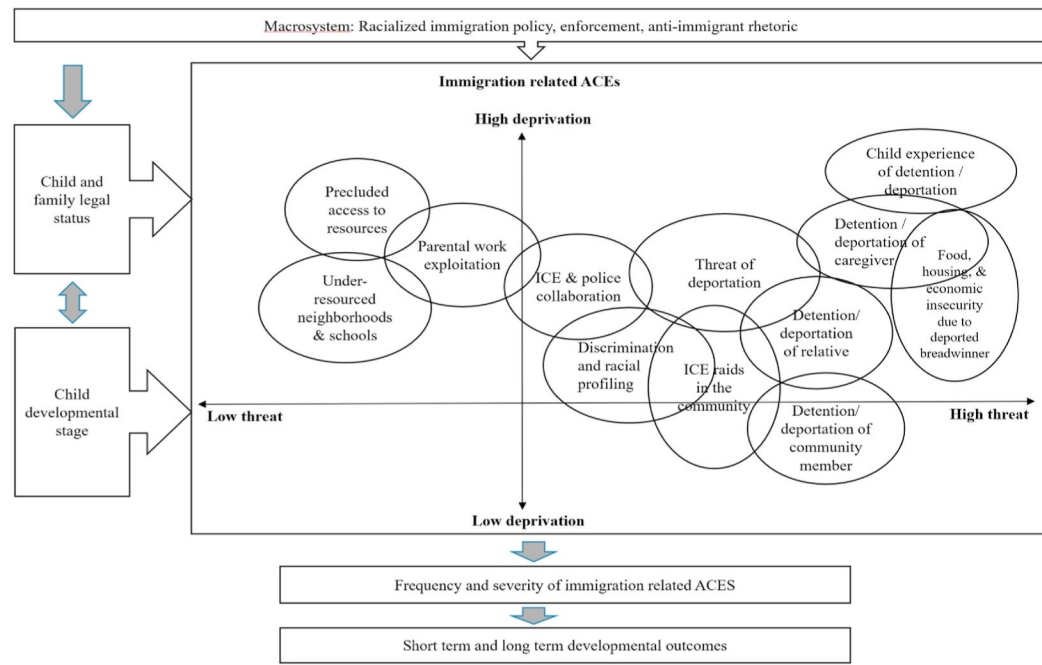 Macrosystem: Racialized immigration policy, enforcement, anti-immigrant rhetoric
Immigration related ACEs
High deprivation
Child and
family legal
status
Precluded
access to
resources
Parental work
exploitation
Under-
resourced
neighborhoods
& schools
ICE & police
collaboration
Threat of
deportation
Child experience
of detention /
deportation
Detention /
deportation of
caregiver
Food,
housing, &
economic
insecurity
due to
deported
breadwinner
Discrimination
and racial
profiling
ICE raids
in the
community
Detention/
deportation
of relative
Detention/
deportation of
community
member
Child
developmental
stage
Low threat
High threat
Low deprivation
Frequency and severity of immigration related ACES
Short term and long term developmental outcomes